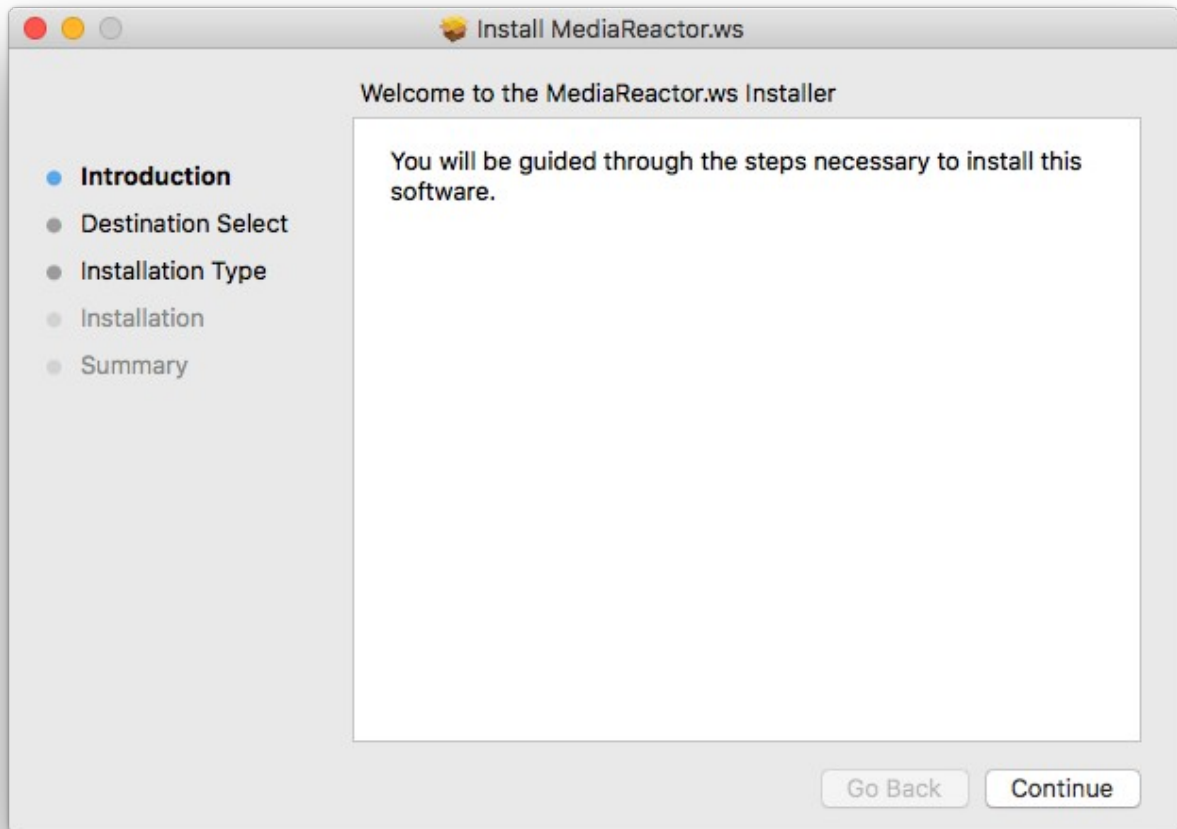 Install MediaReactor.ws
Welcome to the MediaReactor.ws Installer
Introduction
Destination Select
Installation Type
Installation
Summary
You will be guided through the steps necessary to install this
software.
Go Back
Continue